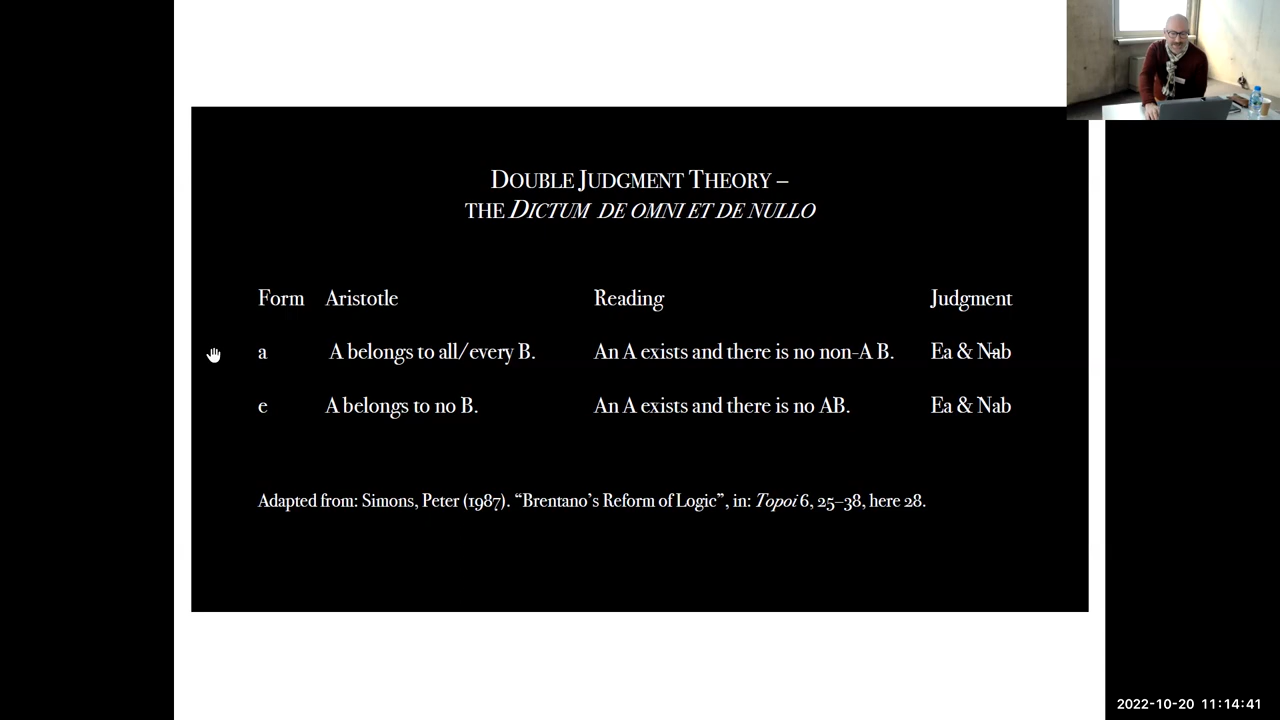 DOUBLE JUDGMENT THEORY –
THE DICTUM DE OMNI ET DE NULLO
Form Aristotle Reading Judgment
a A belongs to all/every B. An A exists and there is no non-A B. Ea & Na̵b
e A belongs to no B. An A exists and there is no AB. Ea & Nab
Adapted from: Simons, Peter (1987). “Brentano’s Reform of Logic”, in: Topoi 6, 25–38, here 28.
2022-10-20 11:14:41